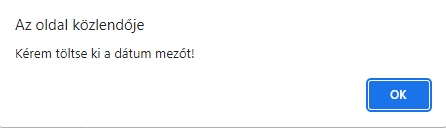 Az oldal közlendője
Kérem töltse ki a dátum mezőt!
OK